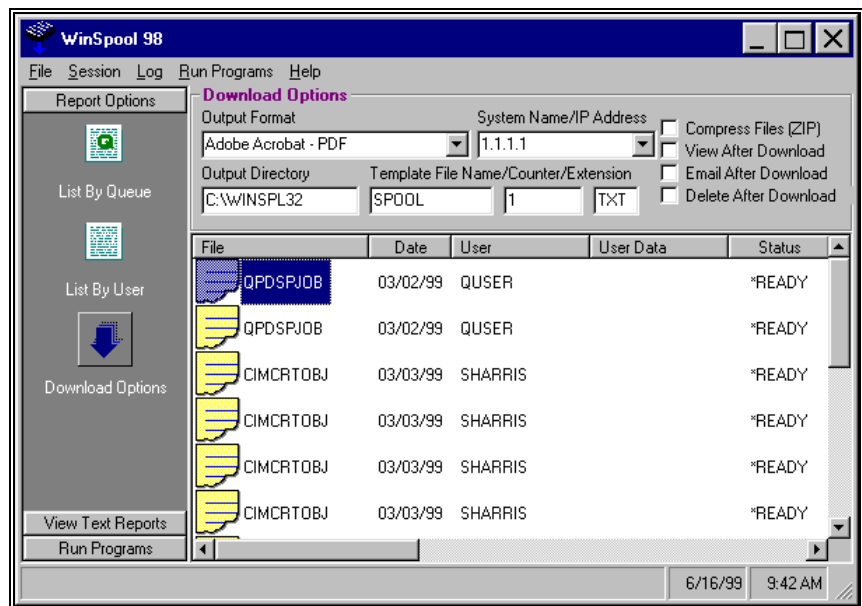 WinSpool 98
File Session Log Run Programs Help
Report Options
List By Queue
List By User
Download Options
View Text Reports
Run Programs
Download Options
Output Format
System Name/IP Address
Adobe Acrobat - PDF
1.1.1.1
Output Directory
Template File Name/Counter/Extension
C:\WINSPL32
SPOOL
1
TXT
Compress Files (ZIP)
View After Download
Email After Download
Delete After Download
File Date User User Data Status
QPDSPJOB 03/02/99 QUSER *READY
QPDSPJOB 03/02/99 QUSER *READY
CIMCRTOBJ 03/03/99 SHARRIS *READY
CIMCRTOBJ 03/03/99 SHARRIS *READY
CIMCRTOBJ 03/03/99 SHARRIS *READY
CIMCRTOBJ 03/03/99 SHARRIS *READY
6/16/99 9:42 AM